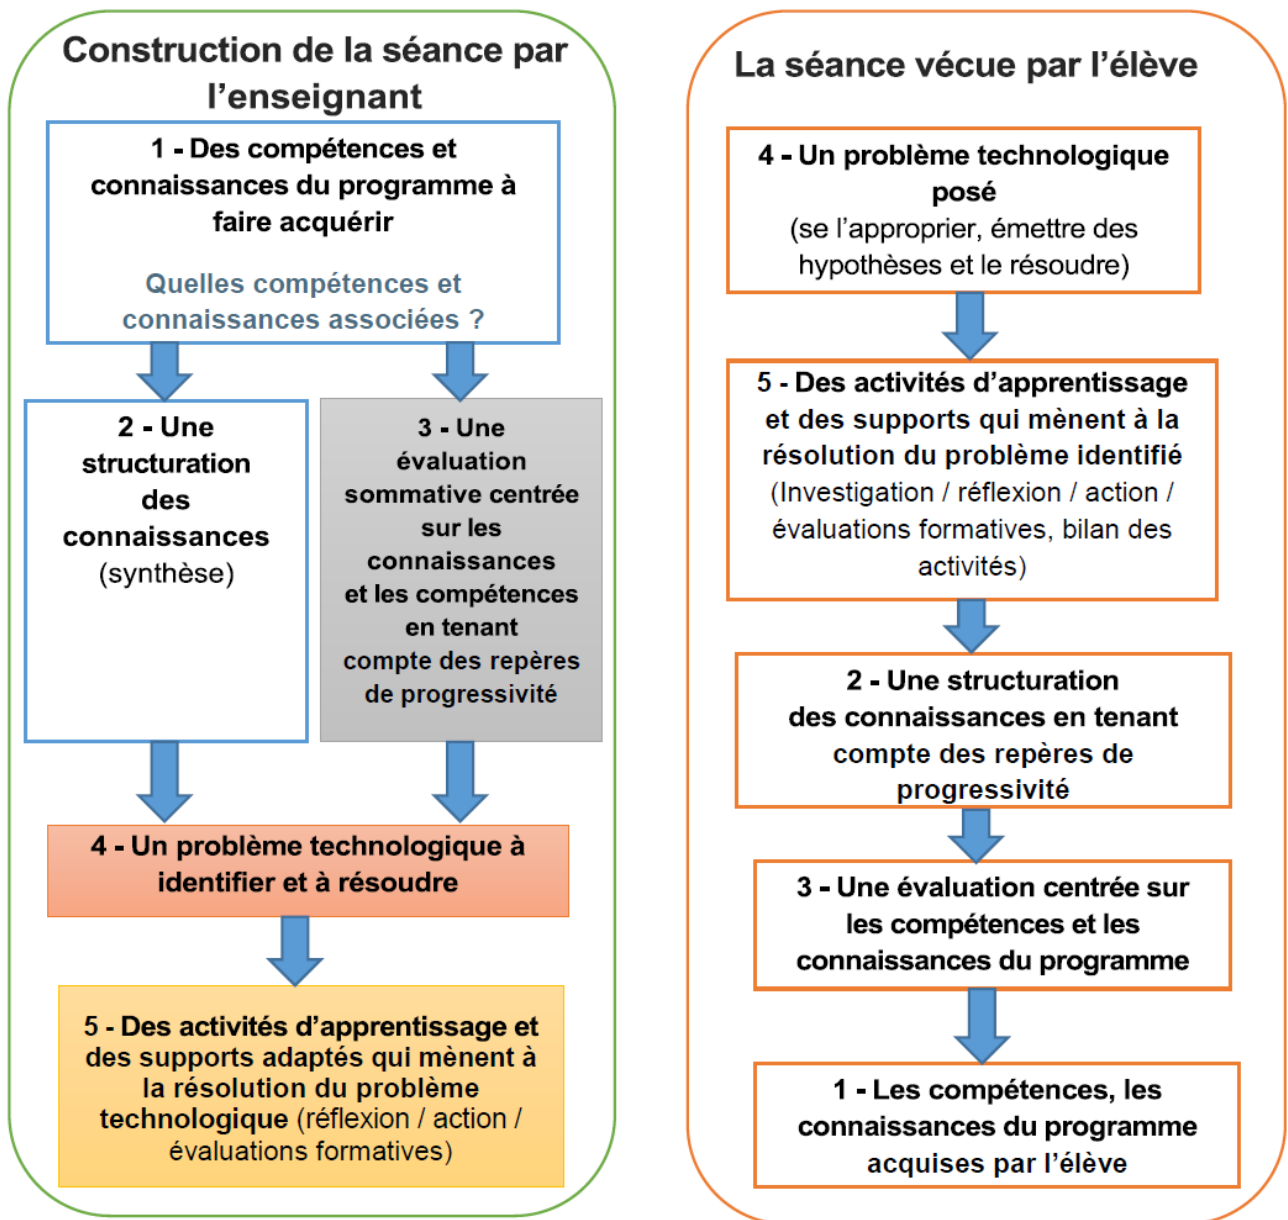 Construction de la séance par
l’enseignant
1 - Des compétences et
connaissances du programme à
faire acquérir
Quelles compétences et
connaissances associées ?
2 - Une
structuration
des
connaissances
(synthèse)
3 - Une
évaluation
sommative centrée
sur les
connaissances
et les compétences
en tenant
compte des repères
de progressivité
4 - Un problème technologique à
identifier et à résoudre
5 - Des activités d’apprentissage et
des supports adaptés qui mènent à
la résolution du problème
technologique (réflexion / action /
évaluations formatives)
La séance vécue par l’élève
4 - Un problème technologique
posé
(se l’approprier, émettre des
hypothèses et le résoudre)
5 - Des activités d’apprentissage
et des supports qui mènent à la
résolution du problème identifié
(Investigation / réflexion / action /
évaluations formatives, bilan des
activités)
2 - Une structuration
des connaissances en tenant
compte des repères de
progressivité
3 - Une évaluation centrée sur
les compétences et les
connaissances du programme
1 - Les compétences, les
connaissances du programme
acquises par l’élève